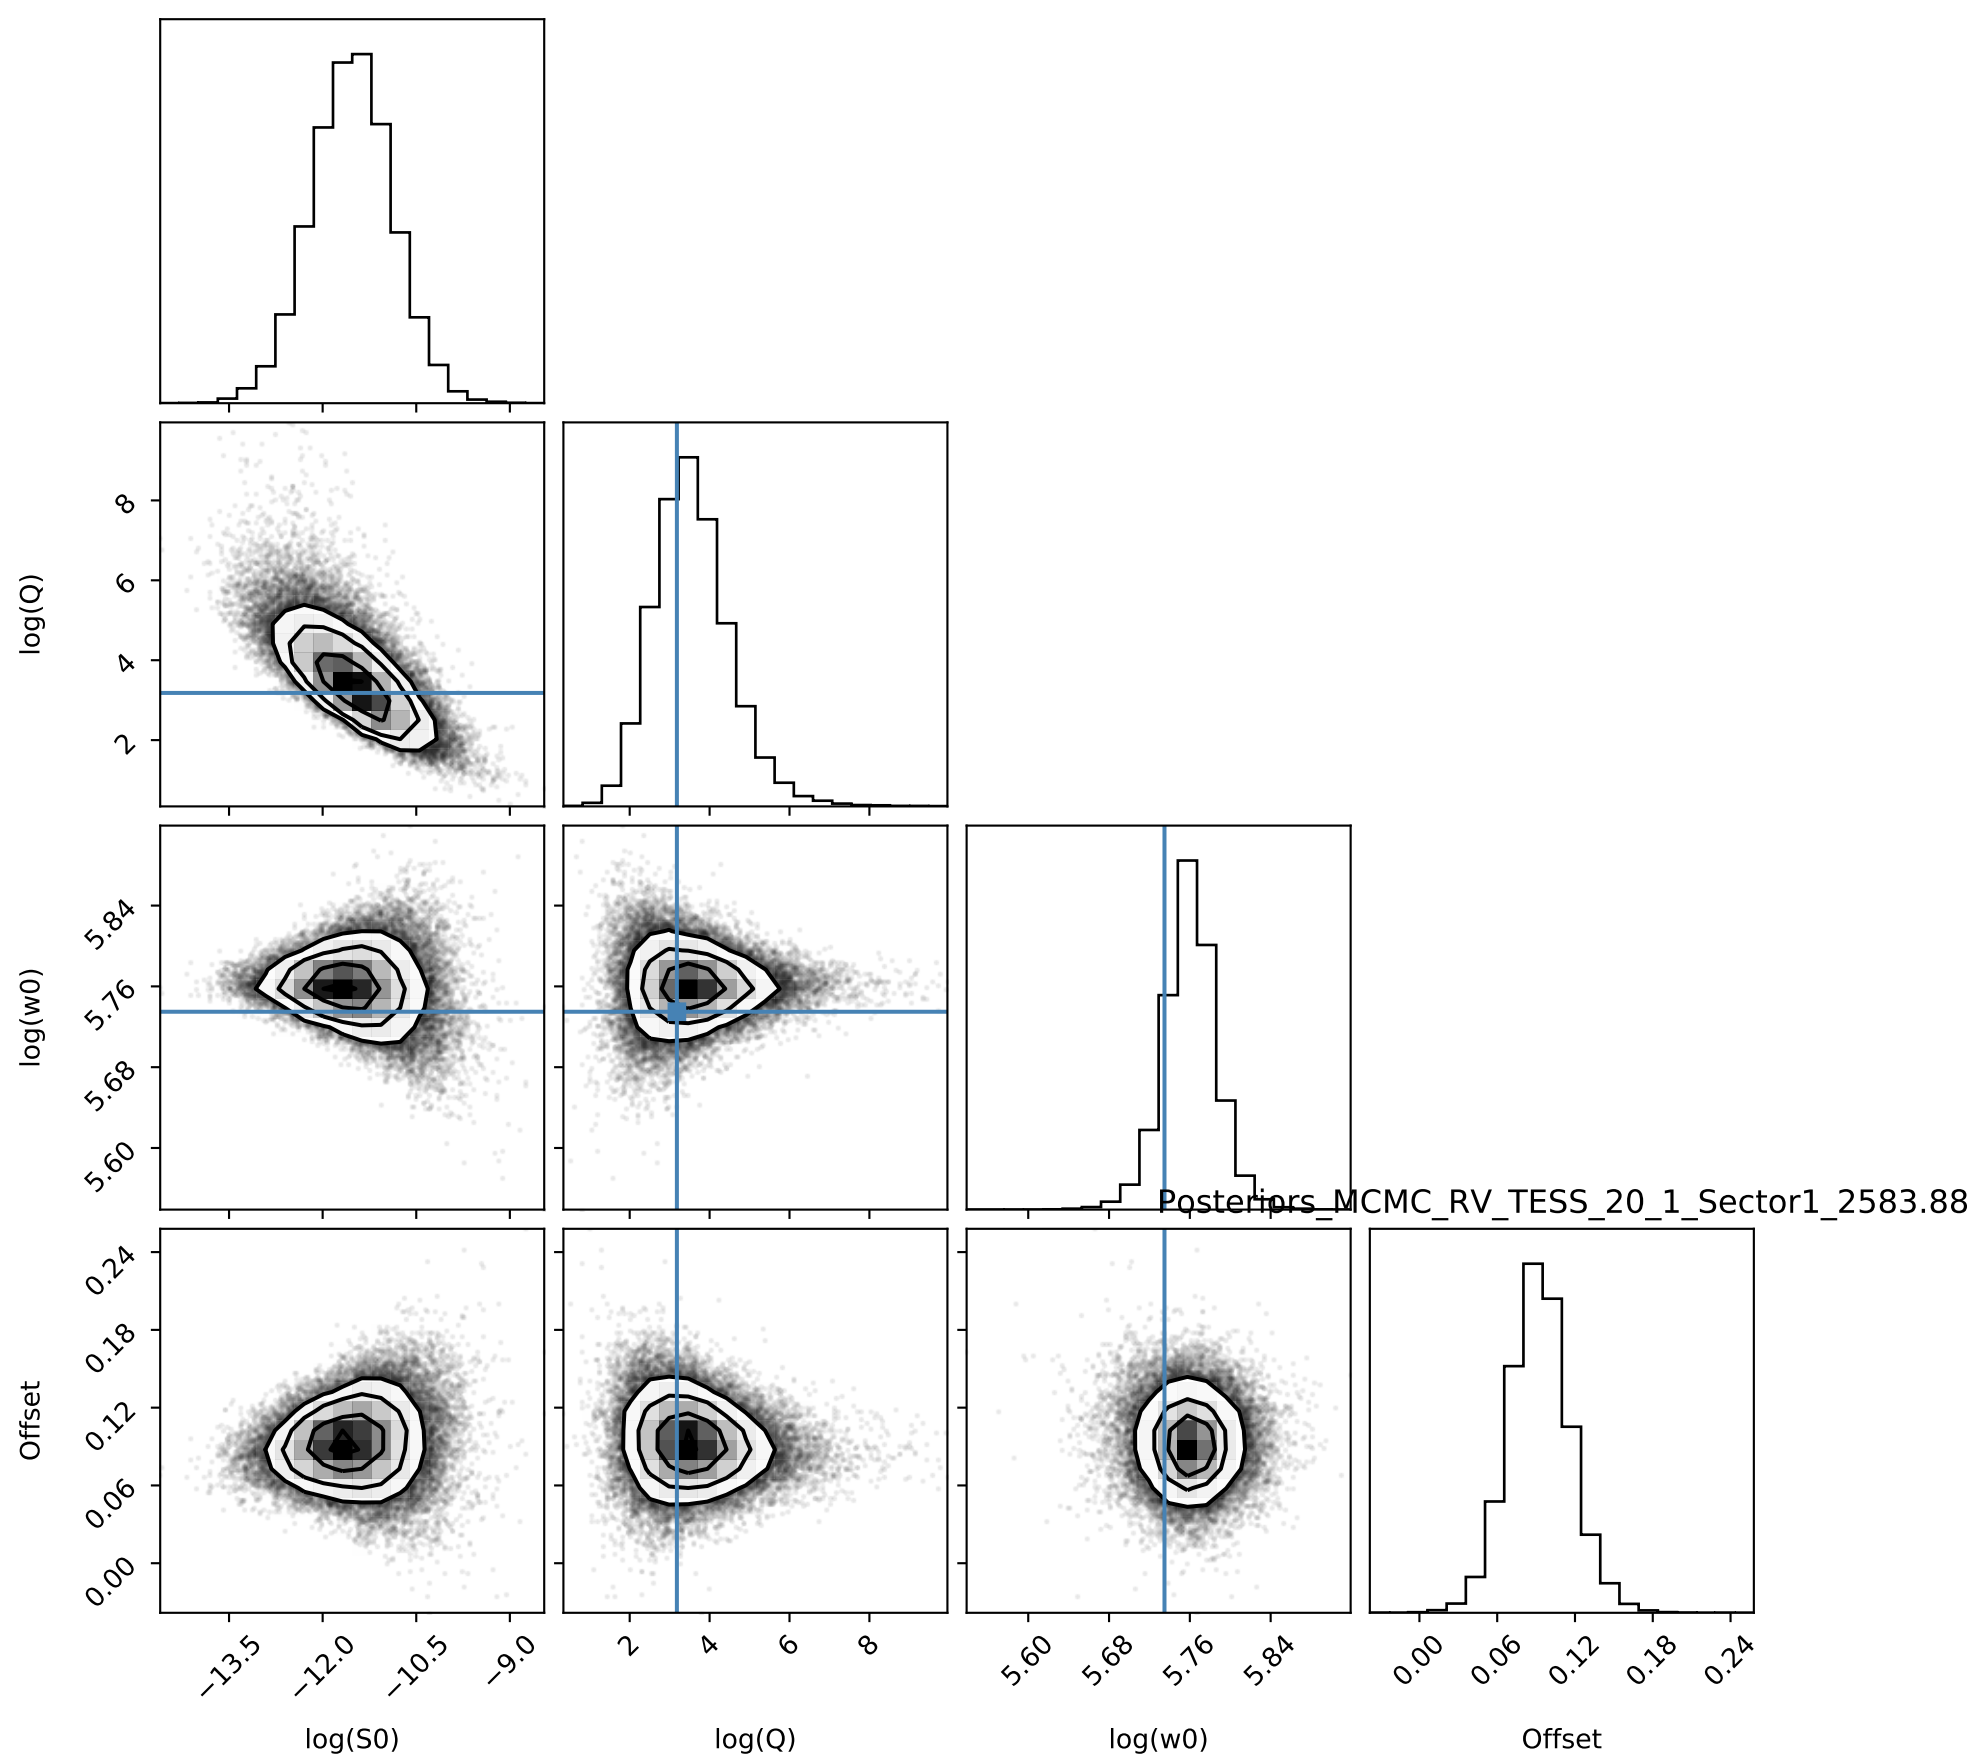 8
6
4
2
log(Q)
5.84
5.76
5.68
5.60
log(w0)
Posteriors_MCMC_RV_TESS_20_1_Sector1_2583.88
0.24
0.18
0.12
0.06
0.00
Offset
−13.5 −12.0 −10.5 −9.0 2 4 6 8 5.60 5.68 5.76 5.84 0.00 0.06 0.12 0.18 0.24
log(S0) log(Q) log(w0) Offset